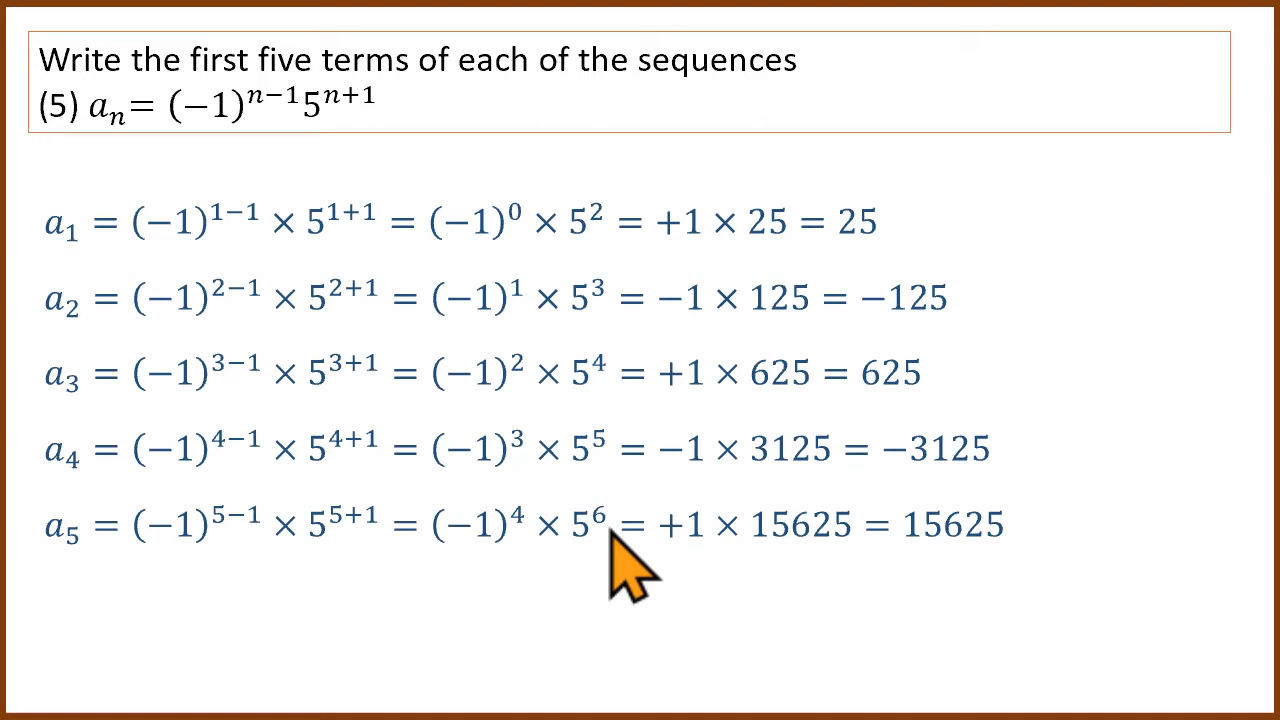 Write the first five terms of each of the sequences
(5) aₙ= (−1)ⁿ⁻¹5ⁿ⁺¹
a₁ = (−1)¹⁻¹ × 5¹⁺¹ = (−1)⁰ × 5² = +1 × 25 = 25
a₂ = (−1)²⁻¹ × 5²⁺¹ = (−1)¹ × 5³ = −1 × 125 = −125
a₃ = (−1)³⁻¹ × 5³⁺¹ = (−1)² × 5⁴ = +1 × 625 = 625
a₄ = (−1)⁴⁻¹ × 5⁴⁺¹ = (−1)³ × 5⁵ = −1 × 3125 = −3125
a₅ = (−1)⁵⁻¹ × 5⁵⁺¹ = (−1)⁴ × 5⁶ = +1 × 15625 = 15625